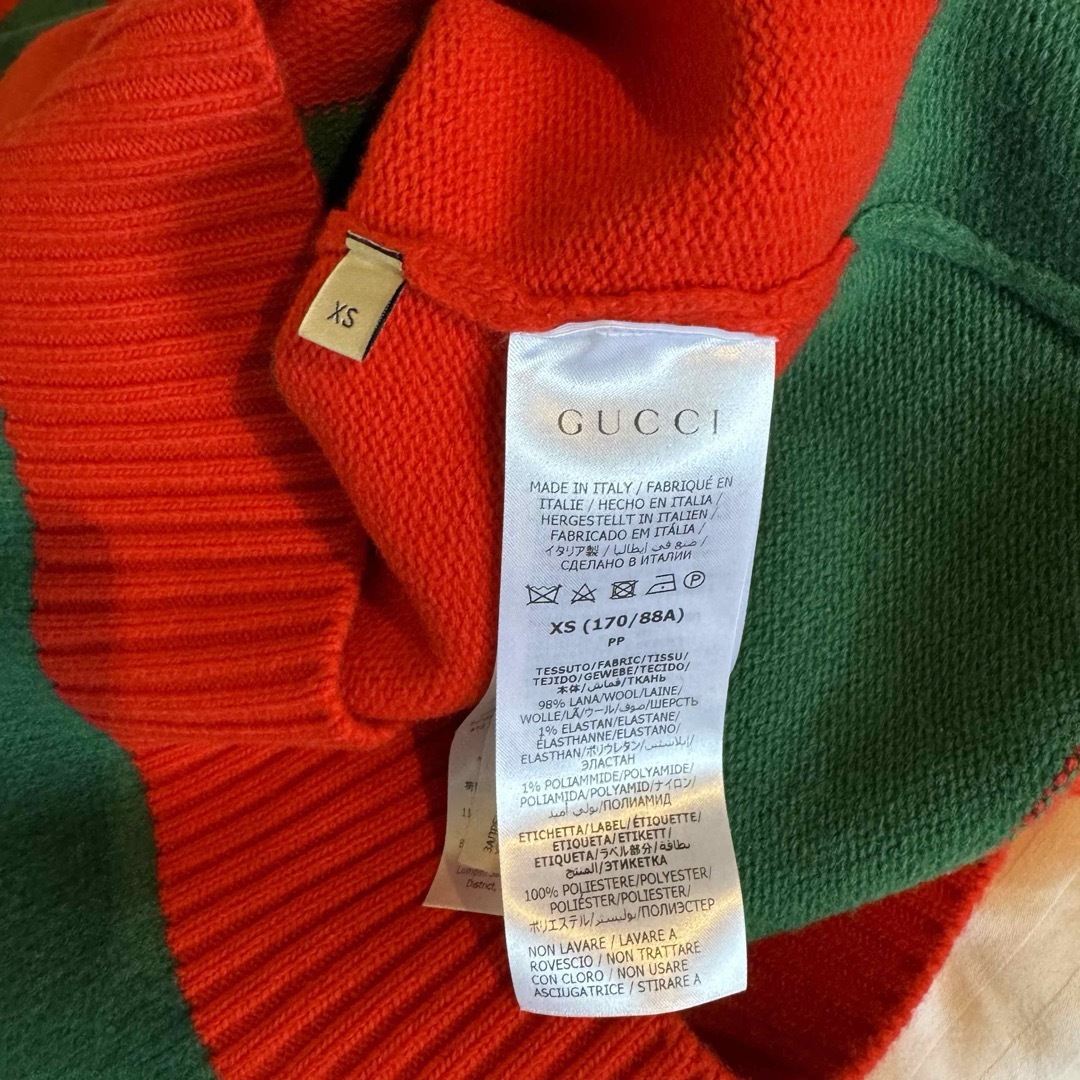 XS
GUCCI
MADE IN ITALY / FABRIQUÉ EN
ITALIE / HECHO EN ITALIA /
HERGESTELLT IN ITALIEN /
FABRICADO EM ITÁLIA /
イタリア製 / صنع في إيطاليا /
СДЕЛАНО В ИТАЛИИ
P
XS (170/88A)
PP
TESSUTO/FABRIC/TISSU/
TEJIDO/GEWEBE/TECIDO/
本体/قماش/ТКАНЬ
98% LANA/WOOL/LAINE/
WOLLE/LÃ/ウール/صوف/ШЕРСТЬ
1% ELASTAN/ELASTANE/
ÉLASTHANNE/ELASTANO/
ELASTHAN/ポリウレタン/إيلاستين/
ЭЛАСТАН
1% POLIAMMIDE/POLYAMIDE/
POLIAMIDA/POLYAMID/ナイロン/
بولي أميد/ПОЛИАМИД
ETICHETTA/LABEL/ÉTIQUETTE/
ETIQUETA/ETIKETT/
ETIQUETA/ラベル部分/بطاقة
المنتج/ЭТИКЕТКА
100% POLIESTERE/POLYESTER/
POLIÉSTER/POLIESTER/
ポリエステル/بوليستر/ПОЛИЭСТЕР
NON LAVARE / LAVARE A
ROVESCIO / NON TRATTARE
CON CLORO / NON USARE
ASCIUGATRICE / STIRARE A
District,